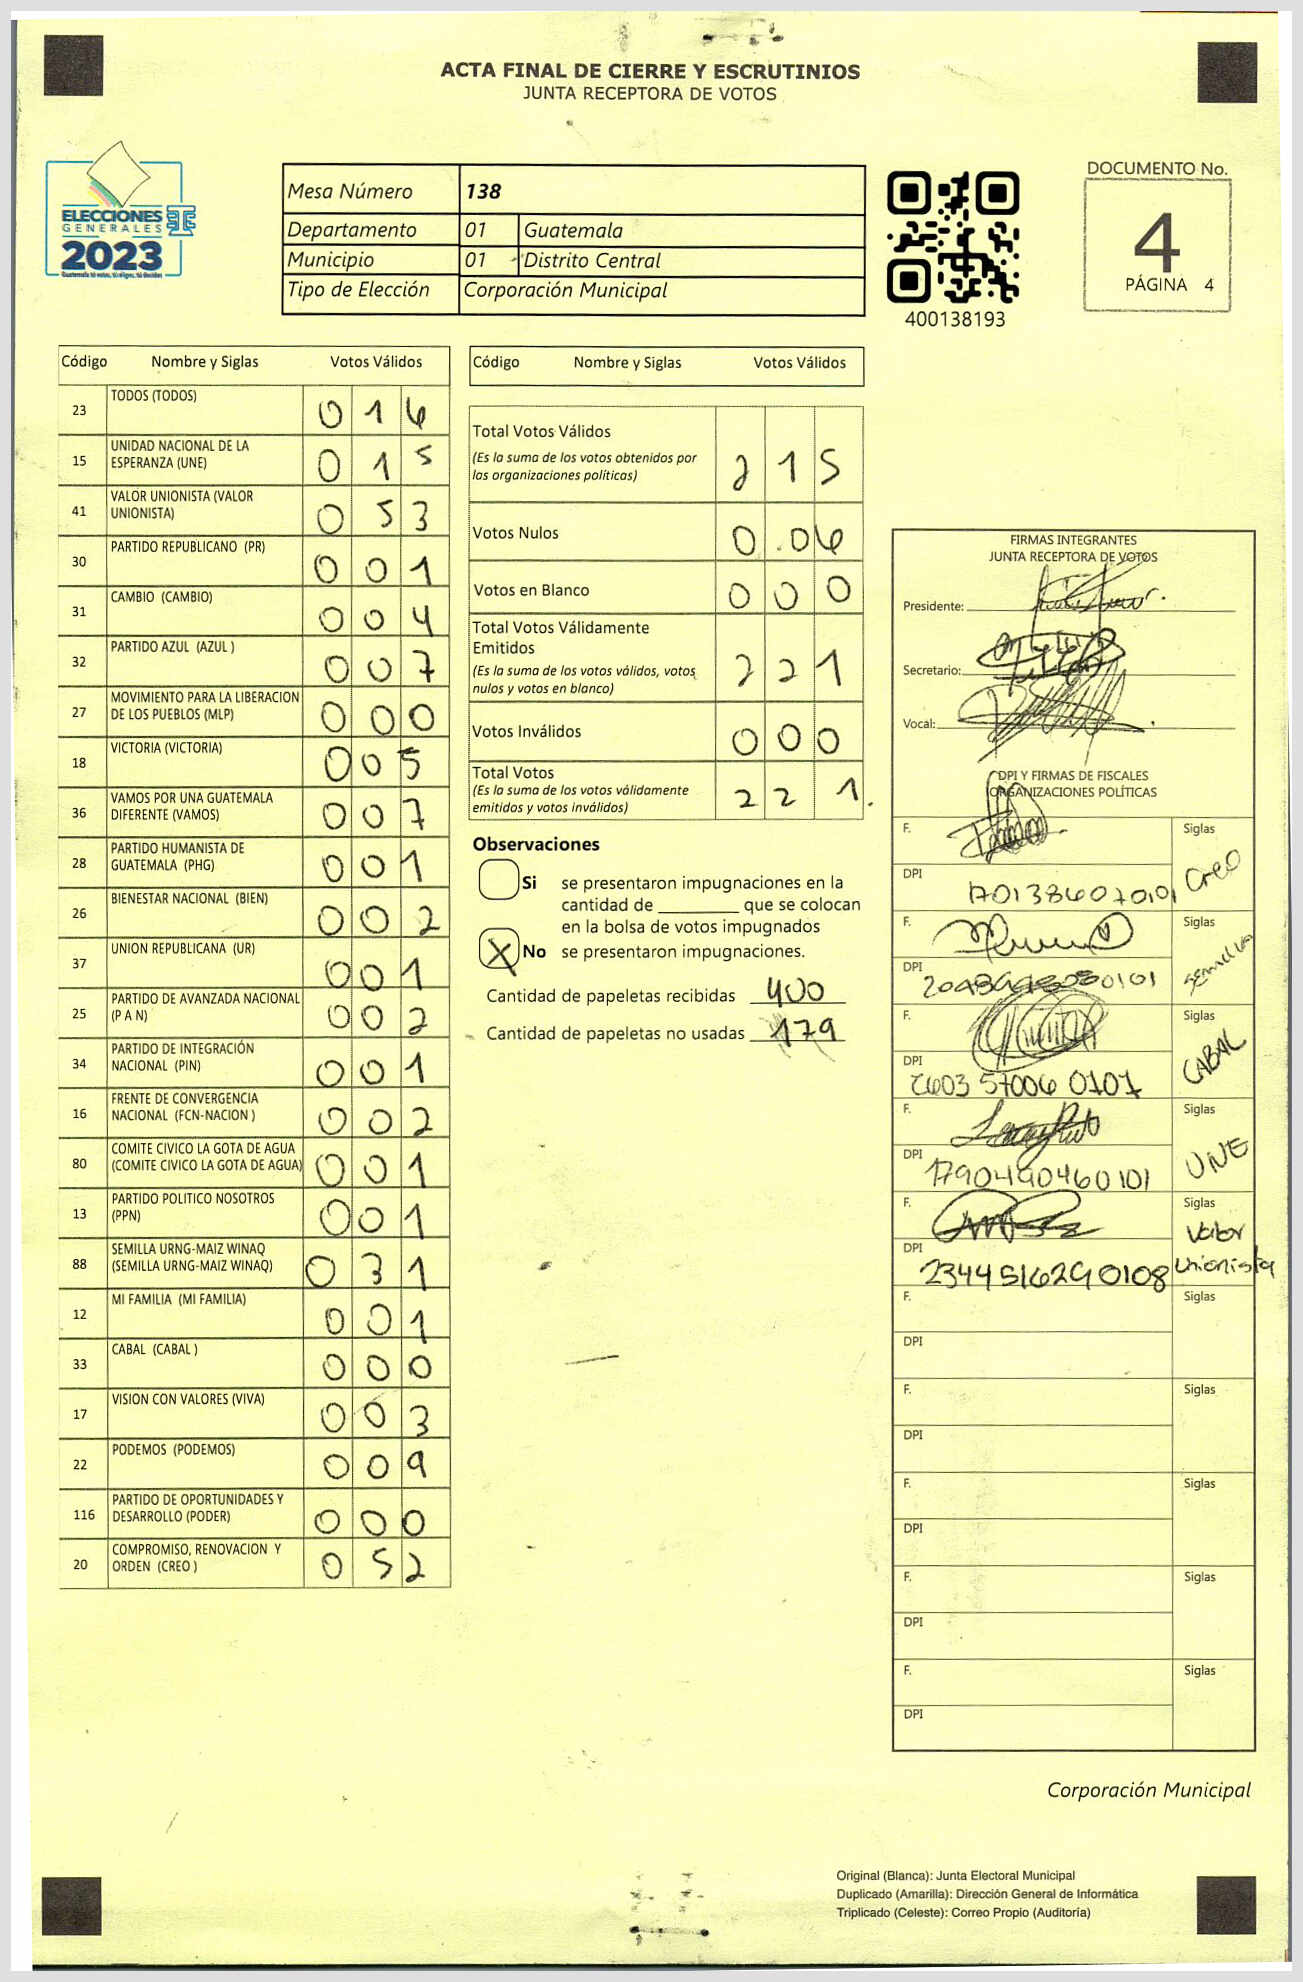 ACTA FINAL DE CIERRE Y ESCRUTINIOS
JUNTA RECEPTORA DE VOTOS
ELECCIONES
GENERALES
2023
Mesa Número 138
Departamento 01 Guatemala
Municipio 01 Distrito Central
Tipo de Elección Corporación Municipal
400138193
DOCUMENTO No.
4
PÁGINA 4
Código Nombre y Siglas Votos Válidos
23 TODOS (TODOS) 0 1 6
15 UNIDAD NACIONAL DE LA ESPERANZA (UNE) 0 1 5
41 VALOR UNIONISTA (VALOR UNIONISTA) 0 5 3
30 PARTIDO REPUBLICANO (PR) 0 0 1
31 CAMBIO (CAMBIO) 0 0 4
32 PARTIDO AZUL (AZUL ) 0 0 7
27 MOVIMIENTO PARA LA LIBERACION DE LOS PUEBLOS (MLP) 0 0 0
18 VICTORIA (VICTORIA) 0 0 5
36 VAMOS POR UNA GUATEMALA DIFERENTE (VAMOS) 0 0 7
28 PARTIDO HUMANISTA DE GUATEMALA (PHG) 0 0 1
26 BIENESTAR NACIONAL (BIEN) 0 0 2
37 UNION REPUBLICANA (UR) 0 0 1
25 PARTIDO DE AVANZADA NACIONAL (P A N) 0 0 2
34 PARTIDO DE INTEGRACIÓN NACIONAL (PIN) 0 0 1
16 FRENTE DE CONVERGENCIA NACIONAL (FCN-NACION ) 0 0 2
80 COMITE CIVICO LA GOTA DE AGUA (COMITE CIVICO LA GOTA DE AGUA) 0 0 1
13 PARTIDO POLITICO NOSOTROS (PPN) 0 0 1
88 SEMILLA URNG-MAIZ WINAQ (SEMILLA URNG-MAIZ WINAQ) 0 3 1
12 MI FAMILIA (MI FAMILIA) 0 0 1
33 CABAL (CABAL ) 0 0 0
17 VISION CON VALORES (VIVA) 0 0 3
22 PODEMOS (PODEMOS) 0 0 9
116 PARTIDO DE OPORTUNIDADES Y DESARROLLO (PODER) 0 0 0
20 COMPROMISO, RENOVACION Y ORDEN (CREO ) 0 5 2
Código Nombre y Siglas Votos Válidos
Total Votos Válidos 2 1 5
(Es la suma de los votos obtenidos por
las organizaciones políticas)
Votos Nulos 0 0 6
Votos en Blanco 0 0 0
Total Votos Válidamente
Emitidos 2 2 1
(Es la suma de los votos válidos, votos
nulos y votos en blanco)
Votos Inválidos 0 0 0
Total Votos 2 2 1.
(Es la suma de los votos válidamente
emitidos y votos inválidos)
Observaciones
Si se presentaron impugnaciones en la
cantidad de ________ que se colocan
en la bolsa de votos impugnados
X No se presentaron impugnaciones.
Cantidad de papeletas recibidas 400
Cantidad de papeletas no usadas 179
FIRMAS INTEGRANTES
JUNTA RECEPTORA DE VOTOS
Presidente:
Secretario:
Vocal:
DPI Y FIRMAS DE FISCALES
ORGANIZACIONES POLÍTICAS
F. Siglas
DPI 1701386070101 Creo
F. Siglas
DPI Semilla
F. Siglas
DPI 2603 57006 0101 CABAL
F. Siglas
DPI 1790490460101 UNE
F. Siglas
DPI 2344516290108 Valor Unionista
F. Siglas
DPI
F. Siglas
DPI
F. Siglas
DPI
F. Siglas
DPI
F. Siglas
DPI
Corporación Municipal
Original (Blanca): Junta Electoral Municipal
Duplicado (Amarilla): Dirección General de Informática
Triplicado (Celeste): Correo Propio (Auditoría)